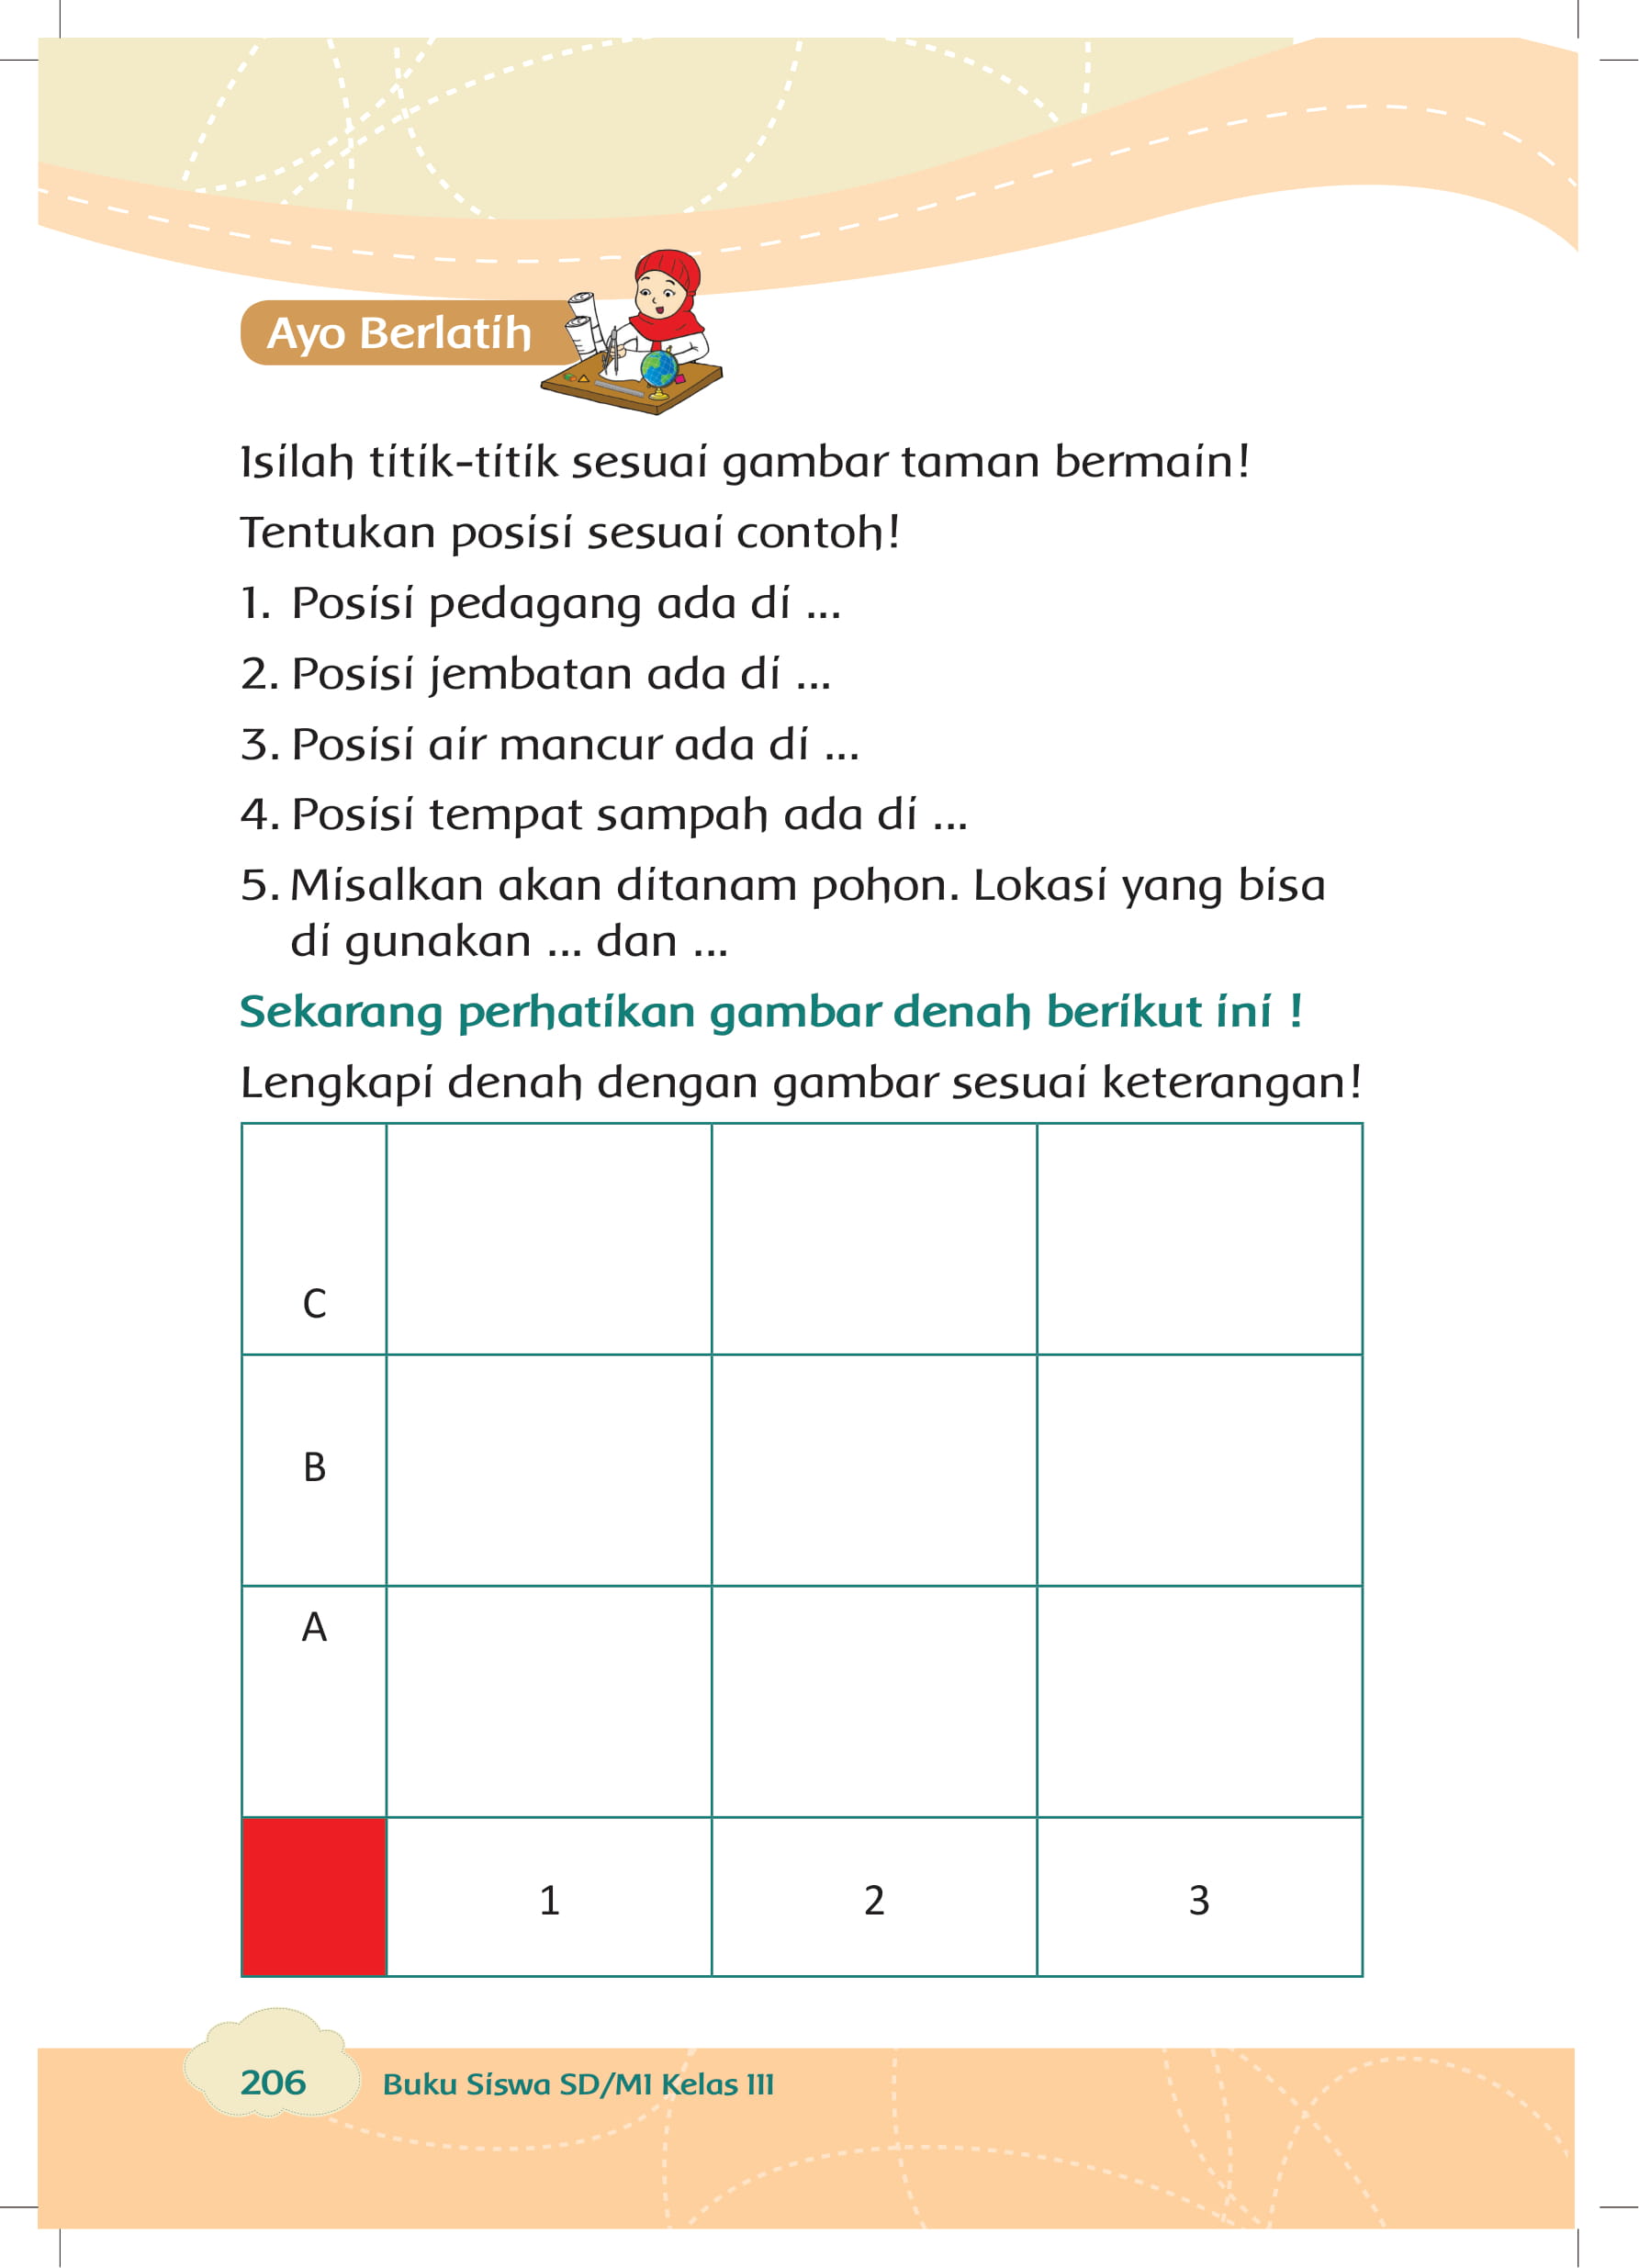 Ayo Berlatih
Isilah titik-titik sesuai gambar taman bermain!
Tentukan posisi sesuai contoh!
1. Posisi pedagang ada di ...
2. Posisi jembatan ada di ...
3. Posisi air mancur ada di ...
4. Posisi tempat sampah ada di ...
5. Misalkan akan ditanam pohon. Lokasi yang bisa
di gunakan ... dan ...
Sekarang perhatikan gambar denah berikut ini !
Lengkapi denah dengan gambar sesuai keterangan!
C
B
A
1 2 3
206 Buku Siswa SD/MI Kelas III